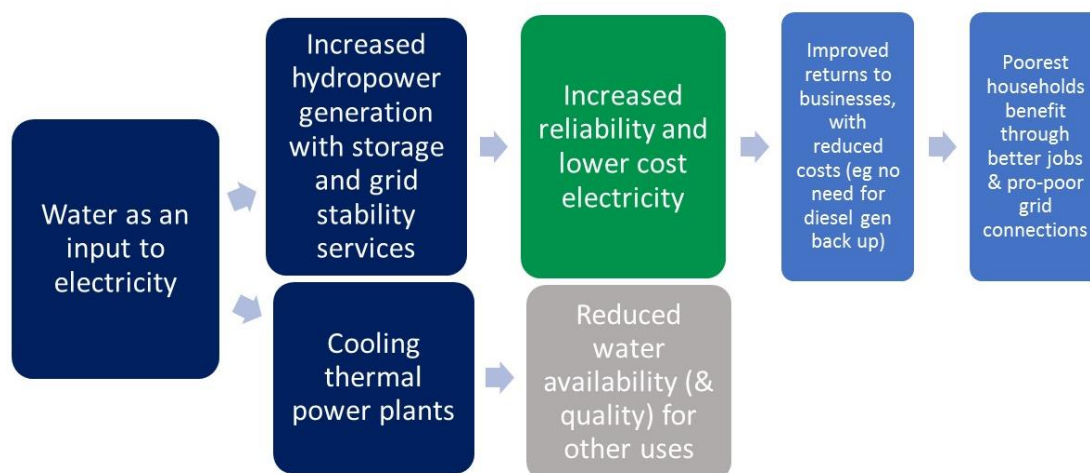 Water as an
input to
electricity
Increased
hydropower
generation
with storage
and grid
stability
services
Increased
reliability and
lower cost
electricity
Improved
returns to
businesses,
with
reduced
costs (eg no
need for
diesel gen
back up)
Poorest
households
benefit
through
better jobs
& pro-poor
grid
connections
Cooling
thermal
power plants
Reduced
water
availability (&
quality) for
other uses